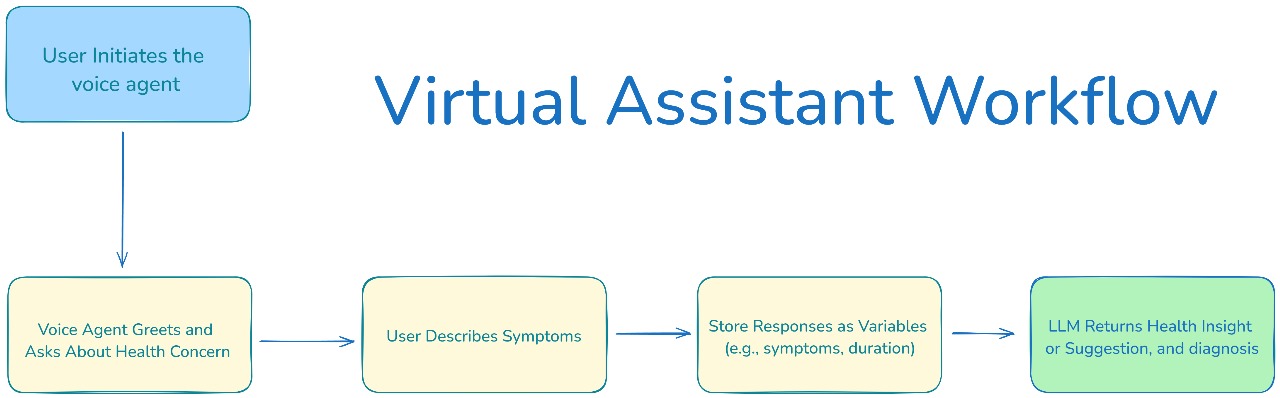 User Initiates the
voice agent
Virtual Assistant Workflow
Voice Agent Greets and
Asks About Health Concern
User Describes Symptoms
Store Responses as Variables
(e.g., symptoms, duration)
LLM Returns Health Insight
or Suggestion, and diagnosis